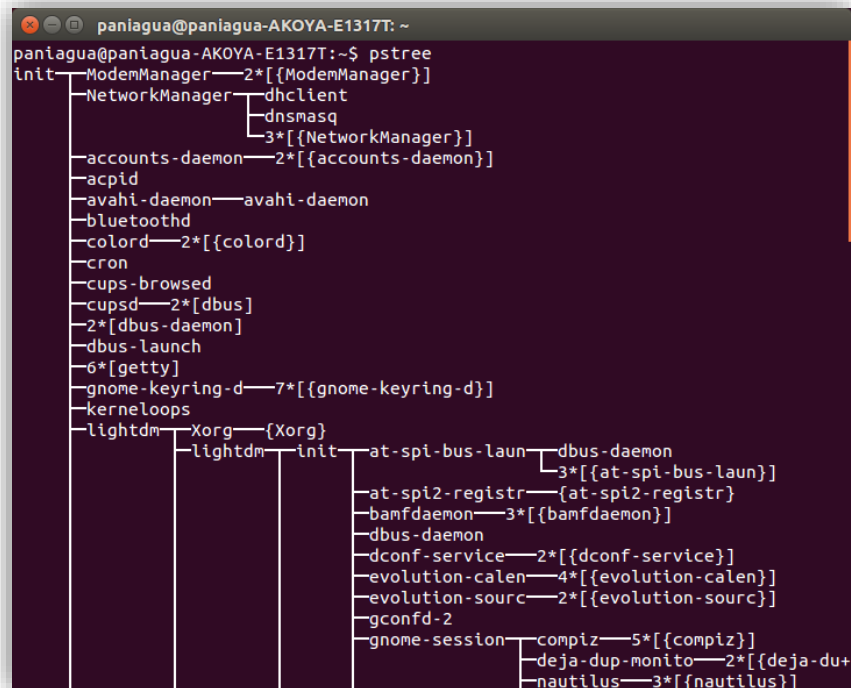 paniagua@paniagua-AKOYA-E1317T: ~
paniagua@paniagua-AKOYA-E1317T:~$ pstree
init─┬─ModemManager───2*[{ModemManager}]
     ├─NetworkManager─┬─dhclient
     │                ├─dnsmasq
     │                └─3*[{NetworkManager}]
     ├─accounts-daemon───2*[{accounts-daemon}]
     ├─acpid
     ├─avahi-daemon───avahi-daemon
     ├─bluetoothd
     ├─colord───2*[{colord}]
     ├─cron
     ├─cups-browsed
     ├─cupsd───2*[dbus]
     ├─2*[dbus-daemon]
     ├─dbus-launch
     ├─6*[getty]
     ├─gnome-keyring-d───7*[{gnome-keyring-d}]
     ├─kerneloops
     ├─lightdm─┬─Xorg───{Xorg}
     │         ├─lightdm─┬─init─┬─at-spi-bus-laun─┬─dbus-daemon
     │         │         │      │                 └─3*[{at-spi-bus-laun}]
     │         │         │      ├─at-spi2-registr───{at-spi2-registr}
     │         │         │      ├─bamfdaemon───3*[{bamfdaemon}]
     │         │         │      ├─dbus-daemon
     │         │         │      ├─dconf-service───2*[{dconf-service}]
     │         │         │      ├─evolution-calen───4*[{evolution-calen}]
     │         │         │      ├─evolution-sourc───2*[{evolution-sourc}]
     │         │         │      ├─gconfd-2
     │         │         │      ├─gnome-session─┬─compiz───5*[{compiz}]
     │         │         │      │               ├─deja-dup-monito───2*[{deja-du+
     │         │         │      │               ├─nautilus───3*[{nautilus}]